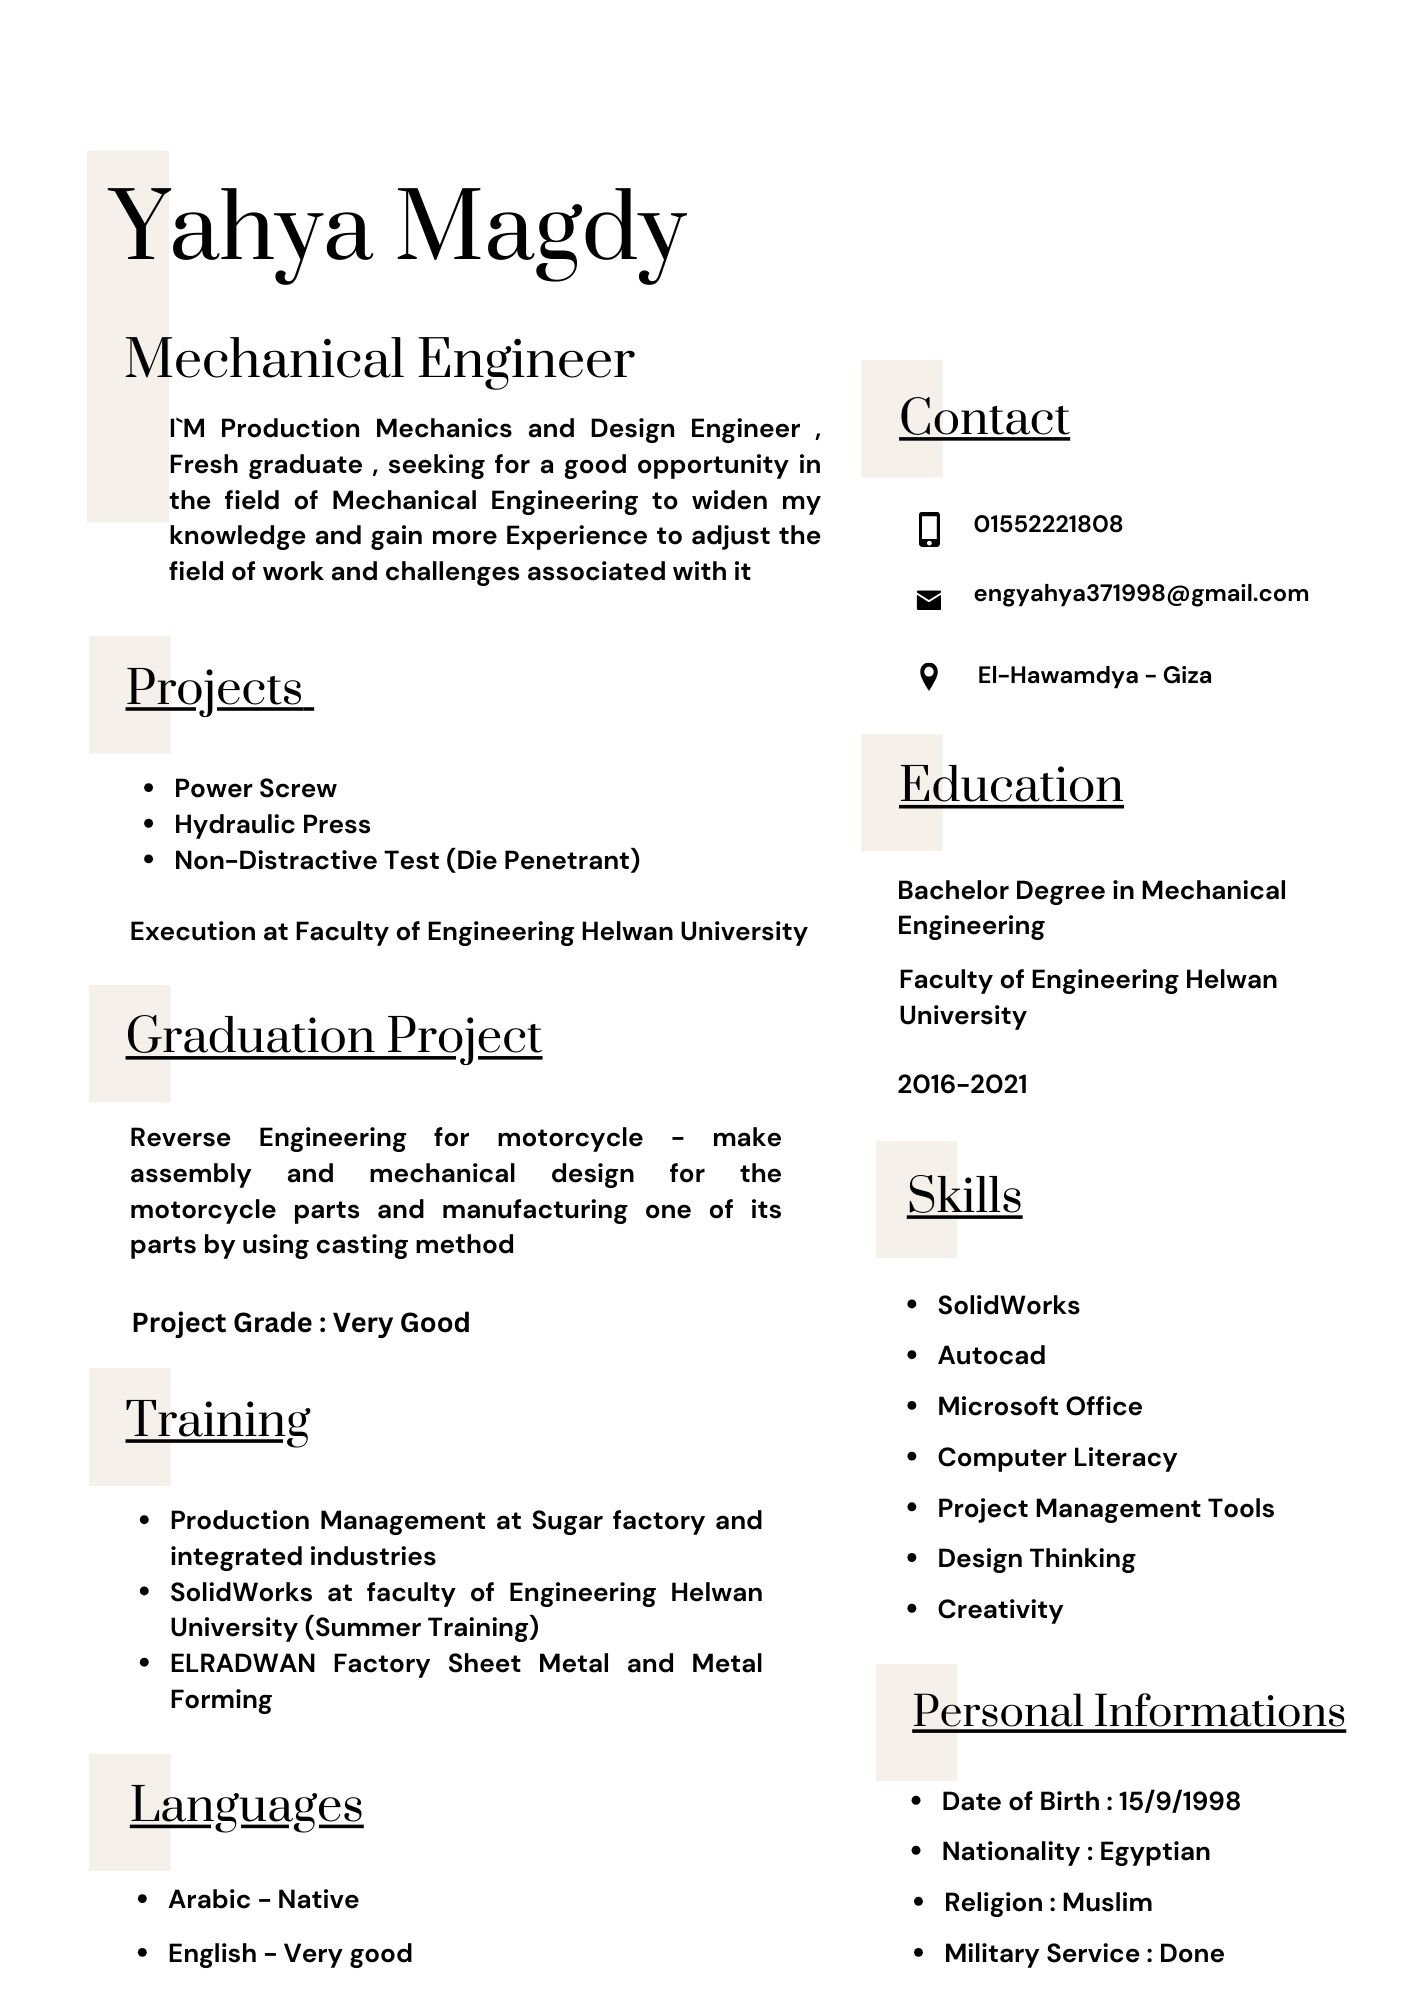 Yahya Magdy
Mechanical Engineer
I`M Production Mechanics and Design Engineer ,
Fresh graduate , seeking for a good opportunity in
the field of Mechanical Engineering to widen my
knowledge and gain more Experience to adjust the
field of work and challenges associated with it
Projects
Power Screw
Hydraulic Press
Non-Distractive Test (Die Penetrant)
Execution at Faculty of Engineering Helwan University
Graduation Project
Reverse Engineering for motorcycle - make
assembly and mechanical design for the
motorcycle parts and manufacturing one of its
parts by using casting method
Project Grade : Very Good
Training
Production Management at Sugar factory and
integrated industries
SolidWorks at faculty of Engineering Helwan
University (Summer Training)
ELRADWAN Factory Sheet Metal and Metal
Forming
Languages
Arabic - Native
English - Very good
Contact
01552221808
engyahya371998@gmail.com
El-Hawamdya - Giza
Education
Bachelor Degree in Mechanical
Engineering
Faculty of Engineering Helwan
University
2016-2021
Skills
SolidWorks
Autocad
Microsoft Office
Computer Literacy
Project Management Tools
Design Thinking
Creativity
Personal Informations
Date of Birth : 15/9/1998
Nationality : Egyptian
Religion : Muslim
Military Service : Done